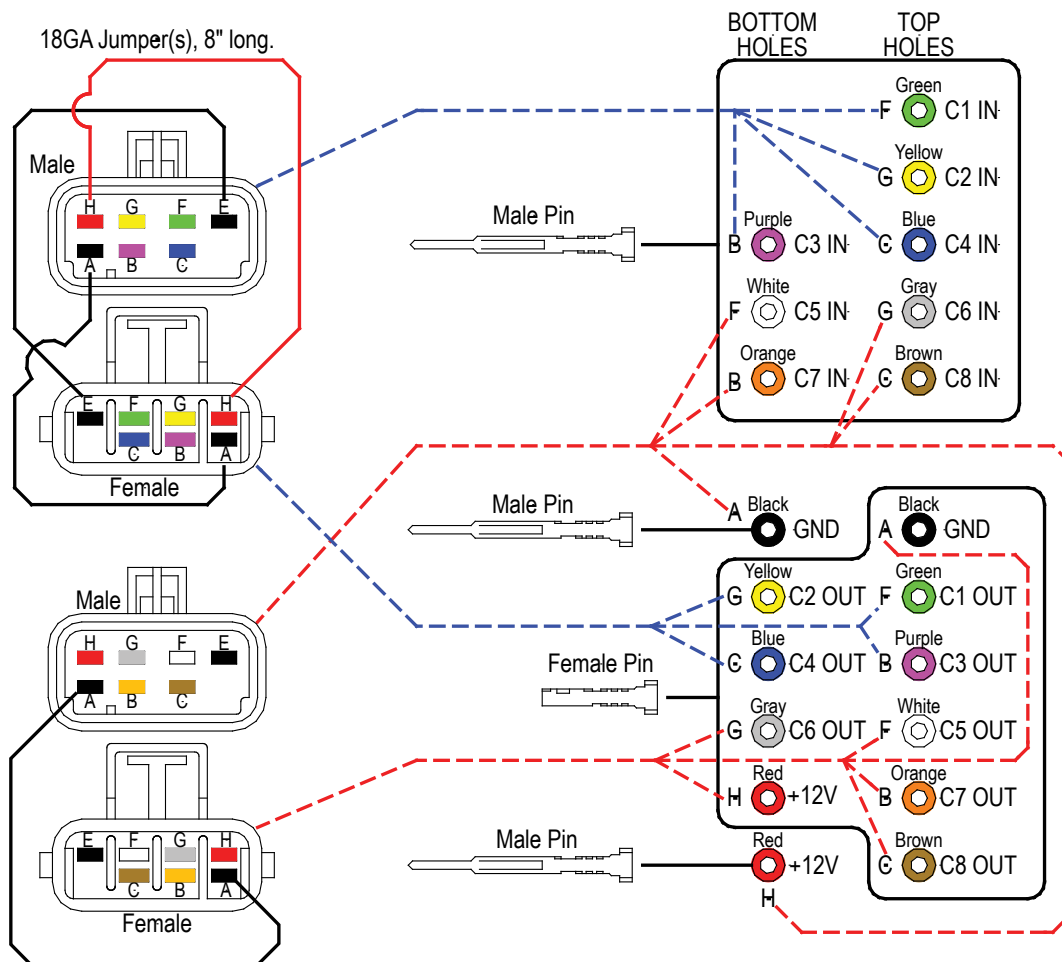 18GA Jumper(s), 8" long.
BOTTOM HOLES
TOP HOLES
Male
H G F E
A B C
E F G H
C B A
Female
Male Pin
Green
F C1 IN
Yellow
G C2 IN
Purple
B C3 IN
Blue
C C4 IN
White
F C5 IN
Gray
G C6 IN
Orange
B C7 IN
Brown
C C8 IN
Male Pin
Black
A GND
Black
A GND
Male
H G F E
A B C
E F G H
C B A
Female
Yellow
G C2 OUT
Green
F C1 OUT
Blue
C C4 OUT
Purple
B C3 OUT
Female Pin
Gray
G C6 OUT
White
F C5 OUT
Red
H +12V
Orange
B C7 OUT
Male Pin
Red
+12V
H
Brown
C C8 OUT